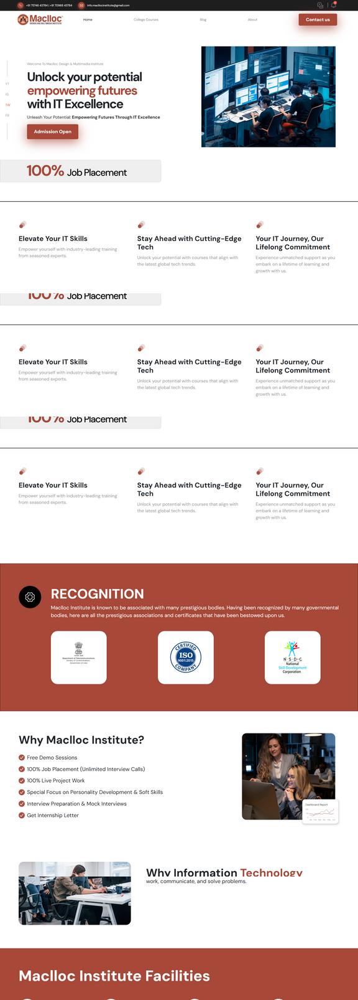 +91 75748 43784 | +91 70968 43784
info.macllocinstitute@gmail.com
Maclloc
DESIGN AND MULTIMEDIA INSTITUTE
Home
College Courses
Blog
About
Contact us
Welcome To Maclloc Design & Multimedia institute
Unlock your potential
empowering futures
with IT Excellence
Unleash Your Potential: Empowering Futures Through IT Excellence
Admission Open
YT
IG
TW
FB
100% Job Placement
Elevate Your IT Skills
Empower yourself with industry-leading training
from seasoned experts.
Stay Ahead with Cutting-Edge
Tech
Unlock your potential with courses that align with
the latest global tech trends.
Your IT Journey, Our
Lifelong Commitment
Experience unmatched support as you
embark on a lifetime of learning and
growth with us.
100% Job Placement
Elevate Your IT Skills
Empower yourself with industry-leading training
from seasoned experts.
Stay Ahead with Cutting-Edge
Tech
Unlock your potential with courses that align with
the latest global tech trends.
Your IT Journey, Our
Lifelong Commitment
Experience unmatched support as you
embark on a lifetime of learning and
growth with us.
100% Job Placement
Elevate Your IT Skills
Empower yourself with industry-leading training
from seasoned experts.
Stay Ahead with Cutting-Edge
Tech
Unlock your potential with courses that align with
the latest global tech trends.
Your IT Journey, Our
Lifelong Commitment
Experience unmatched support as you
embark on a lifetime of learning and
growth with us.
RECOGNITION
Maclloc Institute is known to be associated with many prestigious bodies. Having been recognized by many governmental
bodies, here are all the prestigious associations and certificates that have been bestowed upon us.
Department of Telecommunications
Ministry of Communications
Government of India
CERTIFIED
ISO
9001:2015
COMPANY
N·S·D·C
National
Skill Development
Corporation
Why Maclloc Institute?
Free Demo Sessions
100% Job Placement (Unlimited Interview Calls)
100% Live Project Work
Special Focus on Personality Development & Soft Skills
Interview Preparation & Mock Interviews
Get Internship Letter
Dashboard Report
Why Information Technology
work, communicate, and solve problems.
Maclloc Institute Facilities